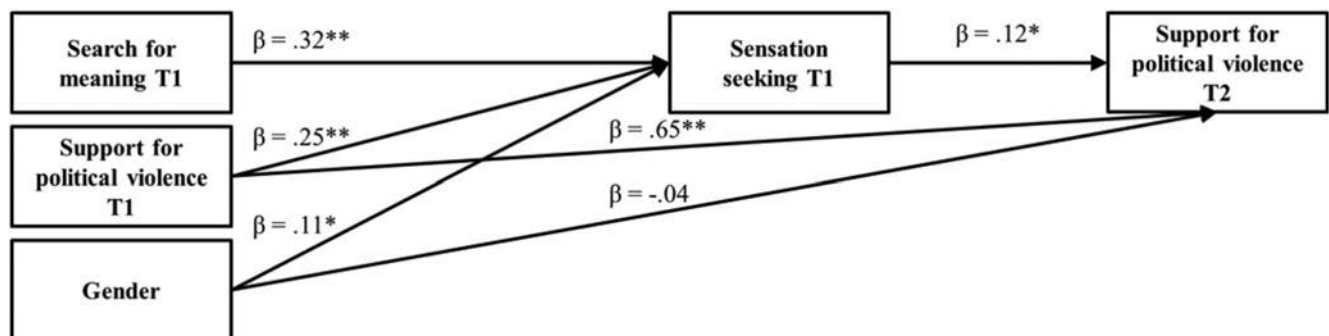 Search for
meaning T1
β = .32**
Sensation
seeking T1
β = .12*
Support for
political violence
T2
Support for
political violence
T1
β = .25**
β = .65**
β = .11*
β = -.04
Gender